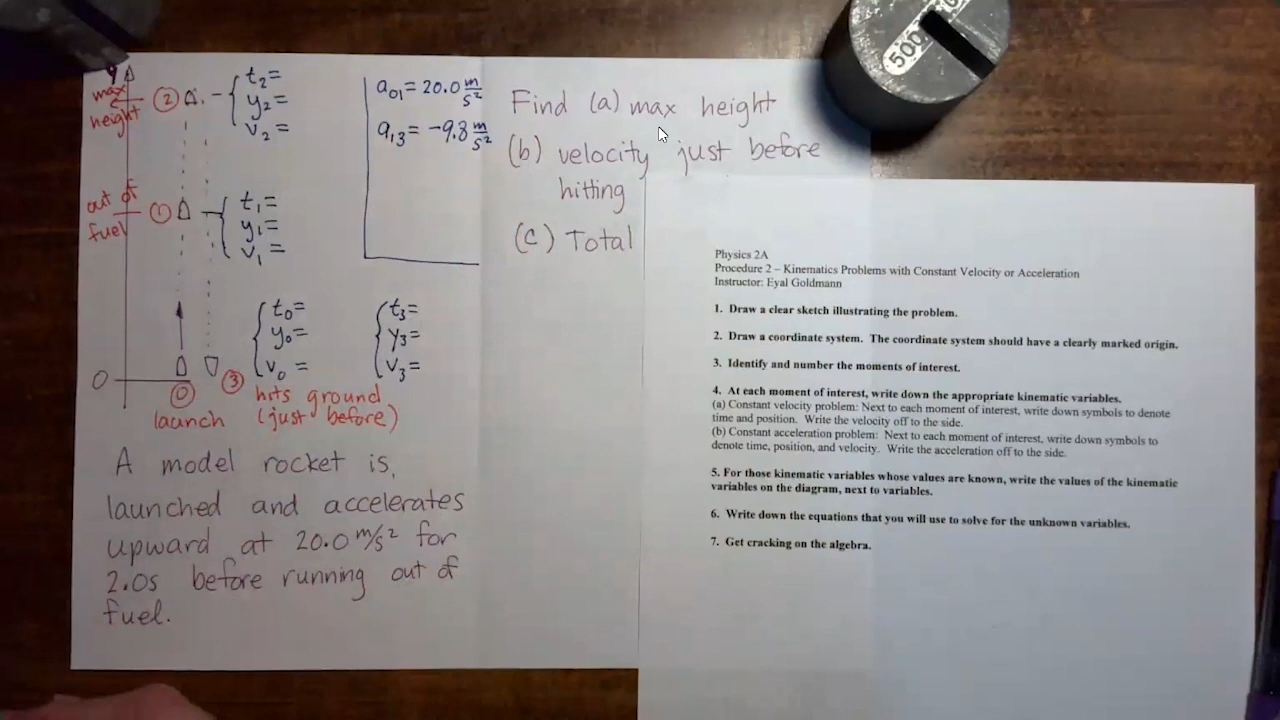 y
max
height
② - { t₂=
y₂=
v₂=
out of
fuel
① { t₁=
y₁=
v₁=
0
{ t₀=
y₀=
v₀=
{ t₃=
y₃=
v₃=
⓪
launch
③ hits ground
(just before)
a₀₁ = 20.0 m/s²
a₁₃ = -9.8 m/s²
A model rocket is
launched and accelerates
upward at 20.0 m/s² for
2.0s before running out of
fuel.
Find (a) max height
(b) velocity just before
hitting
(c) Total
500
Physics 2A
Procedure 2 – Kinematics Problems with Constant Velocity or Acceleration
Instructor: Eyal Goldmann
1. Draw a clear sketch illustrating the problem.
2. Draw a coordinate system. The coordinate system should have a clearly marked origin.
3. Identify and number the moments of interest.
4. At each moment of interest, write down the appropriate kinematic variables.
(a) Constant velocity problem: Next to each moment of interest, write down symbols to denote
time and position. Write the velocity off to the side.
(b) Constant acceleration problem: Next to each moment of interest, write down symbols to
denote time, position, and velocity. Write the acceleration off to the side.
5. For those kinematic variables whose values are known, write the values of the kinematic
variables on the diagram, next to variables.
6. Write down the equations that you will use to solve for the unknown variables.
7. Get cracking on the algebra.